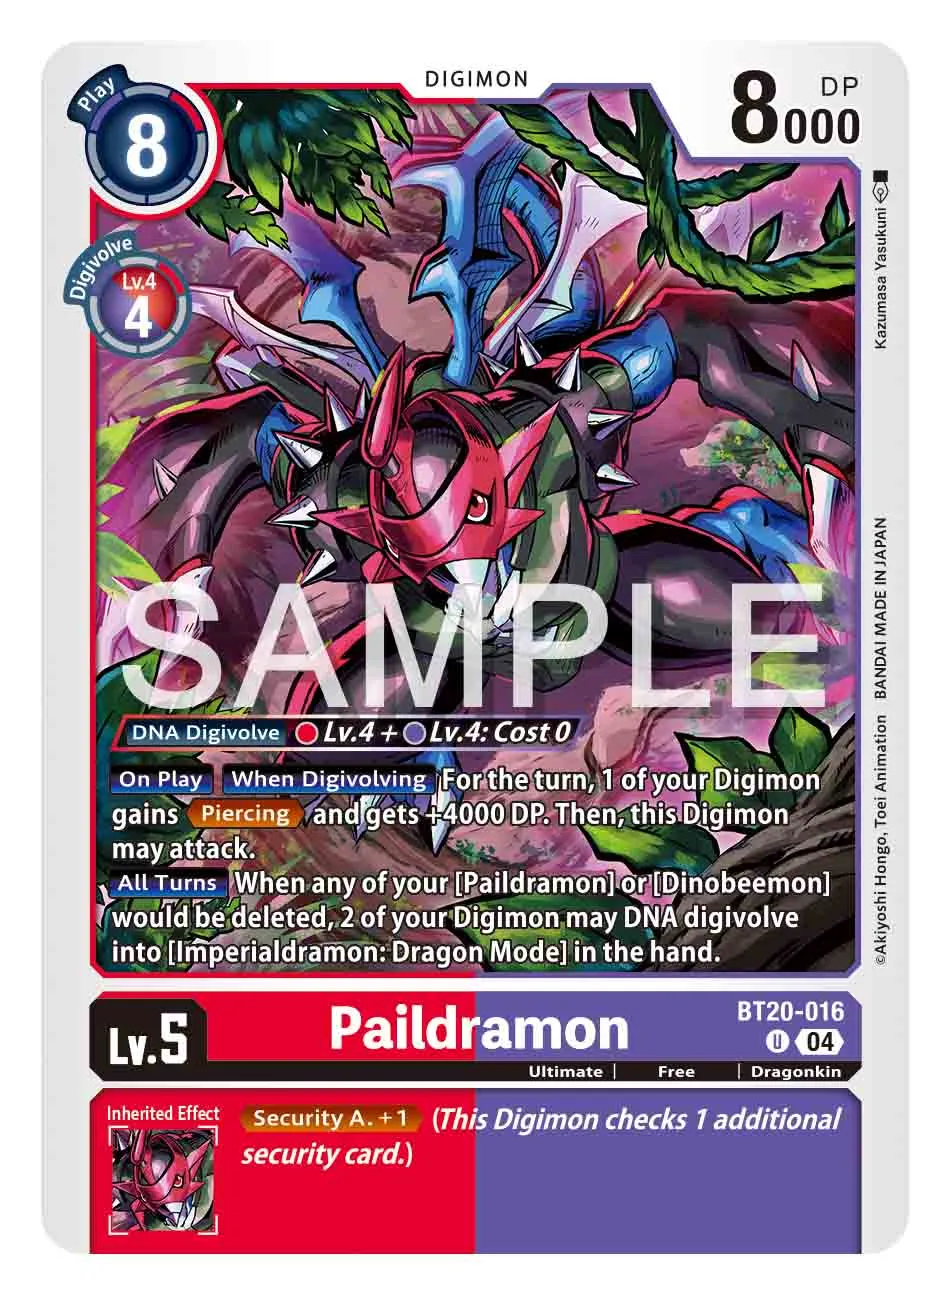 DIGIMON
Play
8
8000 DP
Digivolve
Lv.4
4
Kazumasa Yasukuni
SAMPLE
DNA Digivolve Lv.4 + Lv.4: Cost 0
On Play When Digivolving For the turn, 1 of your Digimon
gains Piercing and gets +4000 DP. Then, this Digimon
may attack.
All Turns When any of your [Paildramon] or [Dinobeemon]
would be deleted, 2 of your Digimon may DNA digivolve
into [Imperialdramon: Dragon Mode] in the hand.
©Akiyoshi Hongo, Toei Animation BANDAI MADE IN JAPAN
Lv.5
Paildramon
BT20-016
U 04
Ultimate | Free | Dragonkin
Inherited Effect
Security A. +1 (This Digimon checks 1 additional
security card.)